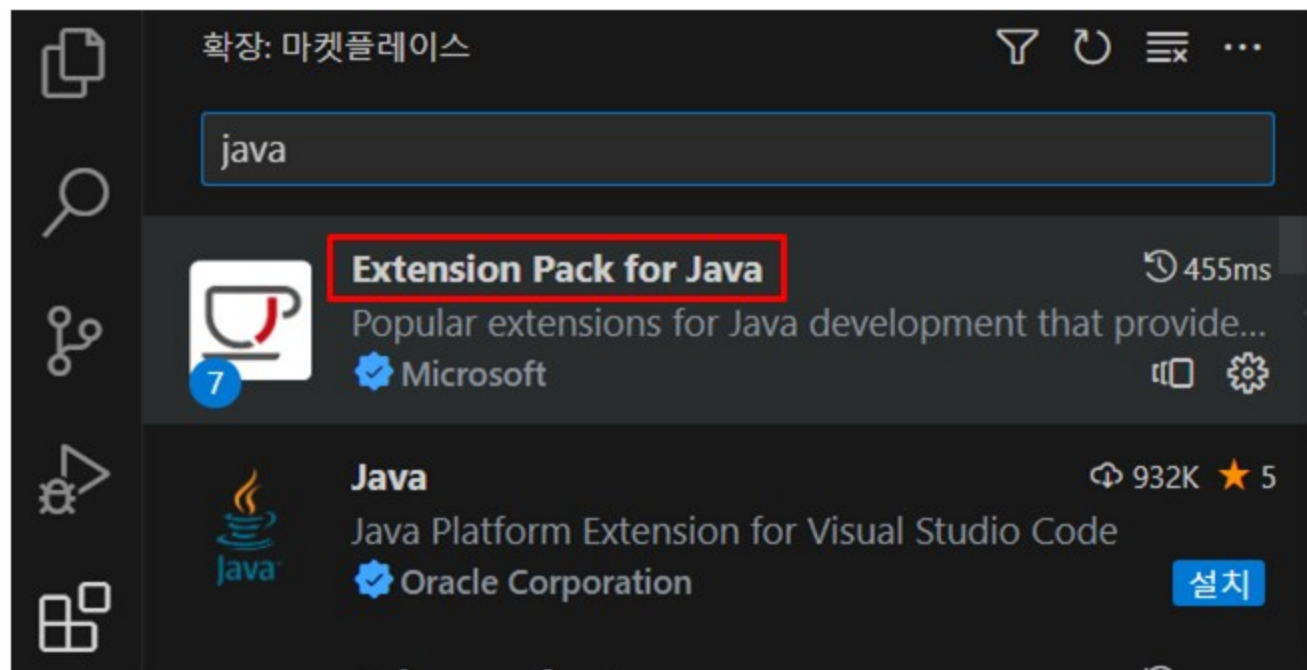 확장: 마켓플레이스
java
Extension Pack for Java
455ms
Popular extensions for Java development that provide...
7
Microsoft
Java
932K
5
Java Platform Extension for Visual Studio Code
Java
Oracle Corporation
설치